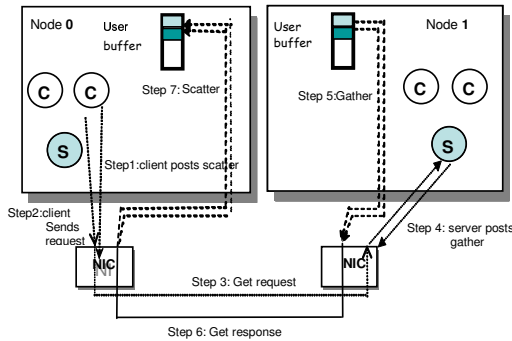 Node 0
User
buffer
C
C
S
Step 7: Scatter
Step1:client posts scatter
Step2:client
Sends
request
NIC
NI
Node 1
User
buffer
C
C
S
Step 5:Gather
Step 4: server posts
gather
NIC
Step 3: Get request
Step 6: Get response